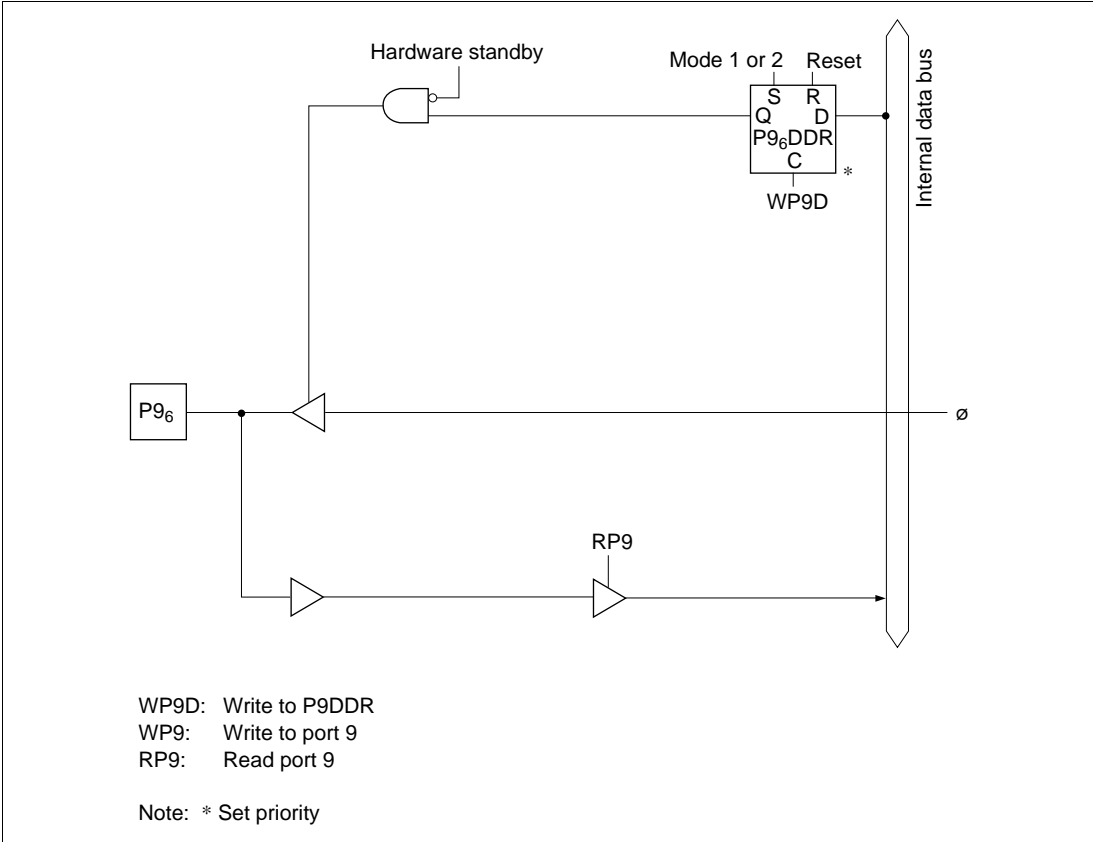 Hardware standby
Mode 1 or 2
Reset
S
R
Q
D
P9₆DDR
C
*
WP9D
Internal data bus
P9₆
ø
RP9
WP9D: Write to P9DDR
WP9: Write to port 9
RP9: Read port 9
Note: * Set priority